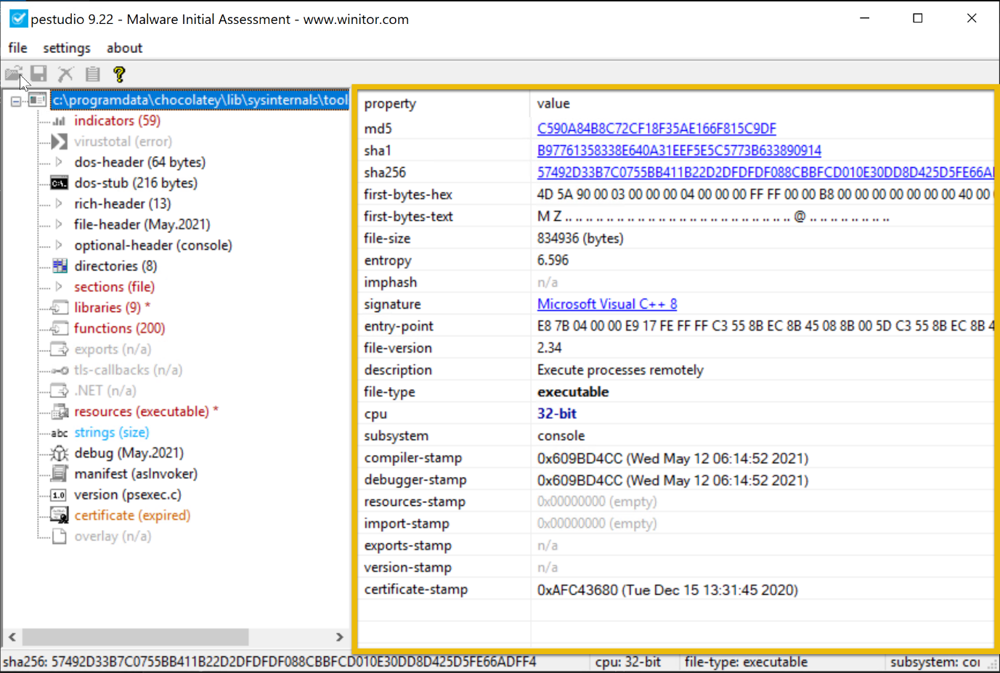 pestudio 9.22 - Malware Initial Assessment - www.winitor.com
file settings about
c:\programdata\chocolatey\lib\sysinternals\tool
indicators (59)
virustotal (error)
dos-header (64 bytes)
dos-stub (216 bytes)
rich-header (13)
file-header (May.2021)
optional-header (console)
directories (8)
sections (file)
libraries (9) *
functions (200)
exports (n/a)
tls-callbacks (n/a)
.NET (n/a)
resources (executable) *
abc strings (size)
debug (May.2021)
manifest (asInvoker)
1.0 version (psexec.c)
certificate (expired)
overlay (n/a)
property value
md5 C590A84B8C72CF18F35AE166F815C9DF
sha1 B97761358338E640A31EEF5E5C5773B633890914
sha256 57492D33B7C0755BB411B22D2DFDFDF088CBBFCD010E30DD8D425D5FE66AI
first-bytes-hex 4D 5A 90 00 03 00 00 00 04 00 00 00 FF FF 00 00 B8 00 00 00 00 00 00 00 40 00
first-bytes-text M Z .. .. .. .. .. .. .. .. .. .. .. .. .. .. .. .. .. .. .. .. .. .. @ .. .. .. .. .. .. .. ..
file-size 834936 (bytes)
entropy 6.596
imphash n/a
signature Microsoft Visual C++ 8
entry-point E8 7B 04 00 00 E9 17 FE FF FF C3 55 8B EC 8B 45 08 8B 00 5D C3 55 8B EC 8B 4
file-version 2.34
description Execute processes remotely
file-type executable
cpu 32-bit
subsystem console
compiler-stamp 0x609BD4CC (Wed May 12 06:14:52 2021)
debugger-stamp 0x609BD4CC (Wed May 12 06:14:52 2021)
resources-stamp 0x00000000 (empty)
import-stamp 0x00000000 (empty)
exports-stamp n/a
version-stamp n/a
certificate-stamp 0xAFC43680 (Tue Dec 15 13:31:45 2020)
sha256: 57492D33B7C0755BB411B22D2DFDFDF088CBBFCD010E30DD8D425D5FE66ADFF4 cpu: 32-bit file-type: executable subsystem: co